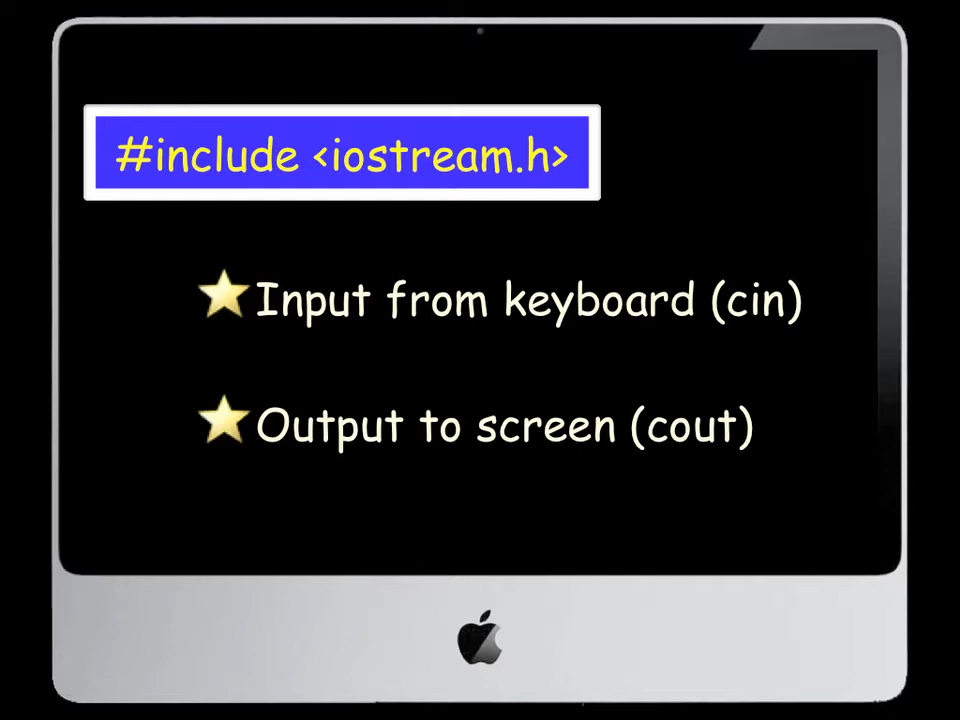 #include <iostream.h>
Input from keyboard (cin)
Output to screen (cout)